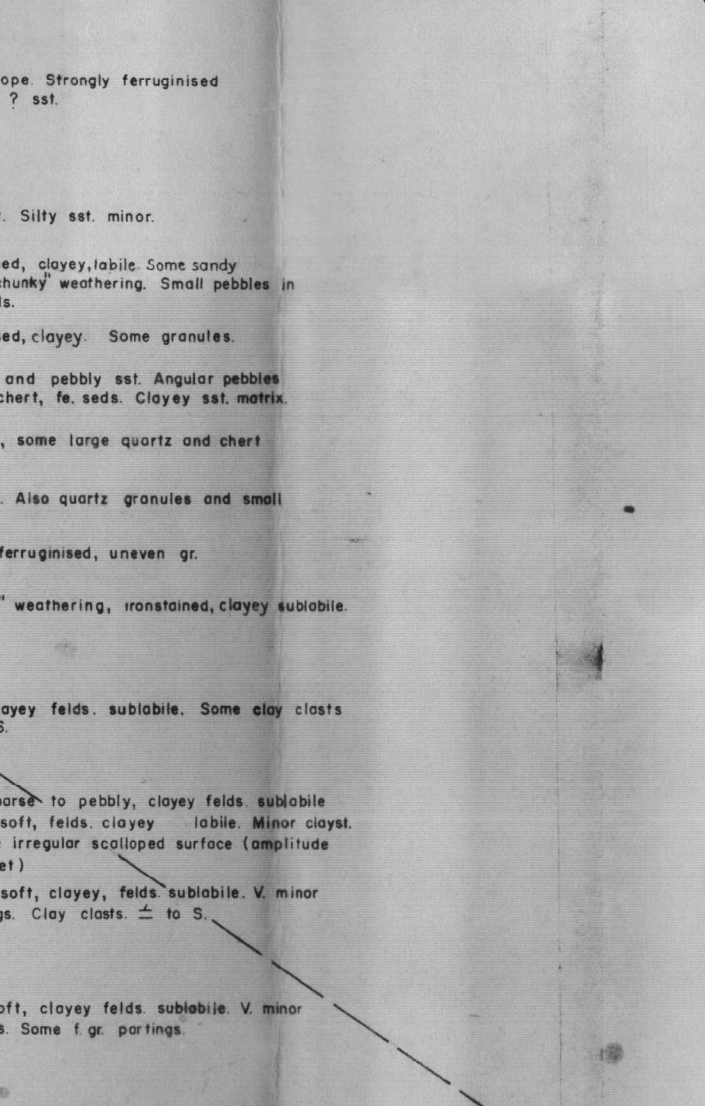 ope. Strongly ferruginised
? sst.
. Silty sst. minor.
ed, clayey, labile. Some sandy
chunky" weathering. Small pebbles in
ls.
sed, clayey. Some granules.
and pebbly sst. Angular pebbles
chert, fe. seds. Clayey sst. matrix.
, some large quartz and chert
. Also quartz granules and small
ferruginised, uneven gr.
" weathering, ironstained, clayey sublabile.
ayey felds. sublabile. Some clay clasts
S.
oarse to pebbly, clayey felds. sublabile
soft, felds. clayey labile. Minor clayst.
irregular scalloped surface (amplitude
et)
soft, clayey, felds. sublabile. V. minor
gs. Clay clasts. to S.
oft, clayey felds. sublabile. V. minor
s. Some f. gr. partings.